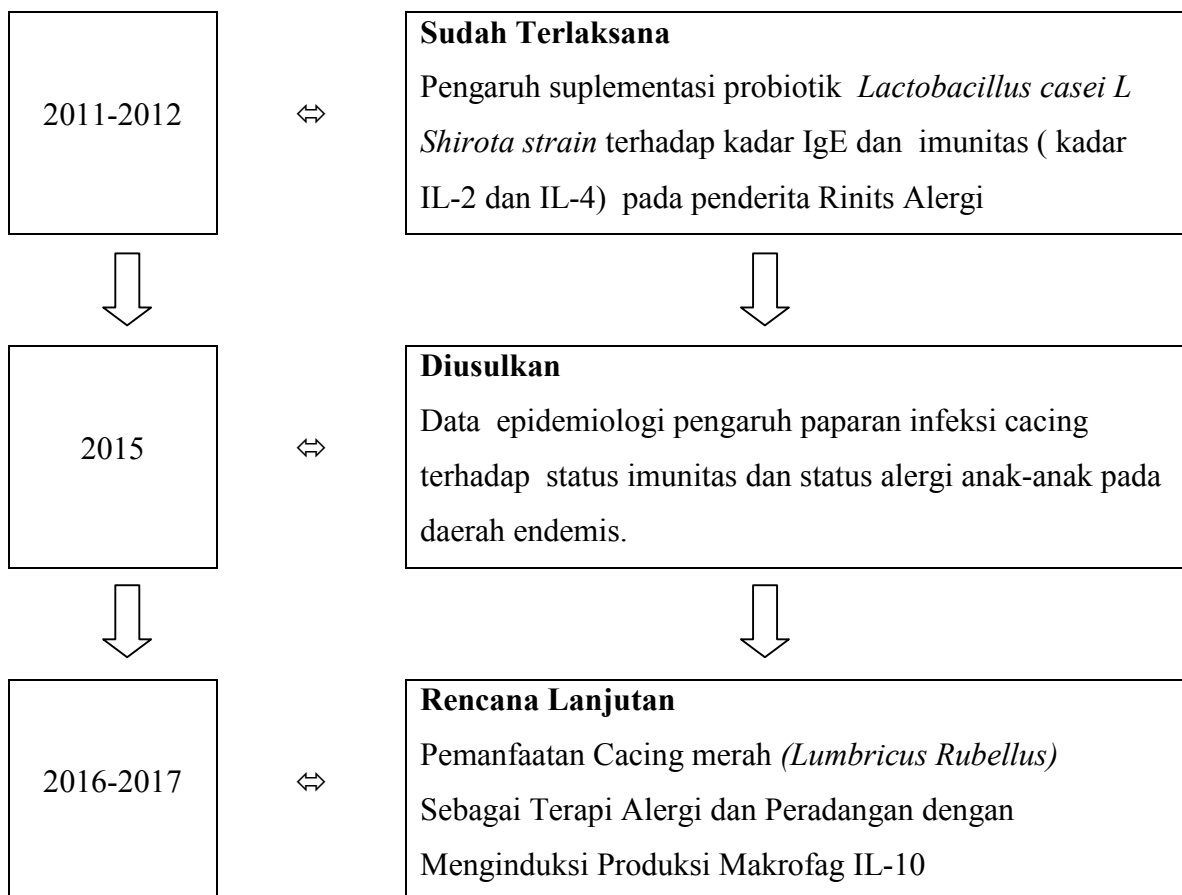 2011-2012
⬄
Sudah Terlaksana
Pengaruh suplementasi probiotik Lactobacillus casei L
Shirota strain terhadap kadar IgE dan imunitas ( kadar
IL-2 dan IL-4) pada penderita Rinits Alergi
2015
⬄
Diusulkan
Data epidemiologi pengaruh paparan infeksi cacing
terhadap status imunitas dan status alergi anak-anak pada
daerah endemis.
2016-2017
⬄
Rencana Lanjutan
Pemanfaatan Cacing merah (Lumbricus Rubellus)
Sebagai Terapi Alergi dan Peradangan dengan
Menginduksi Produksi Makrofag IL-10